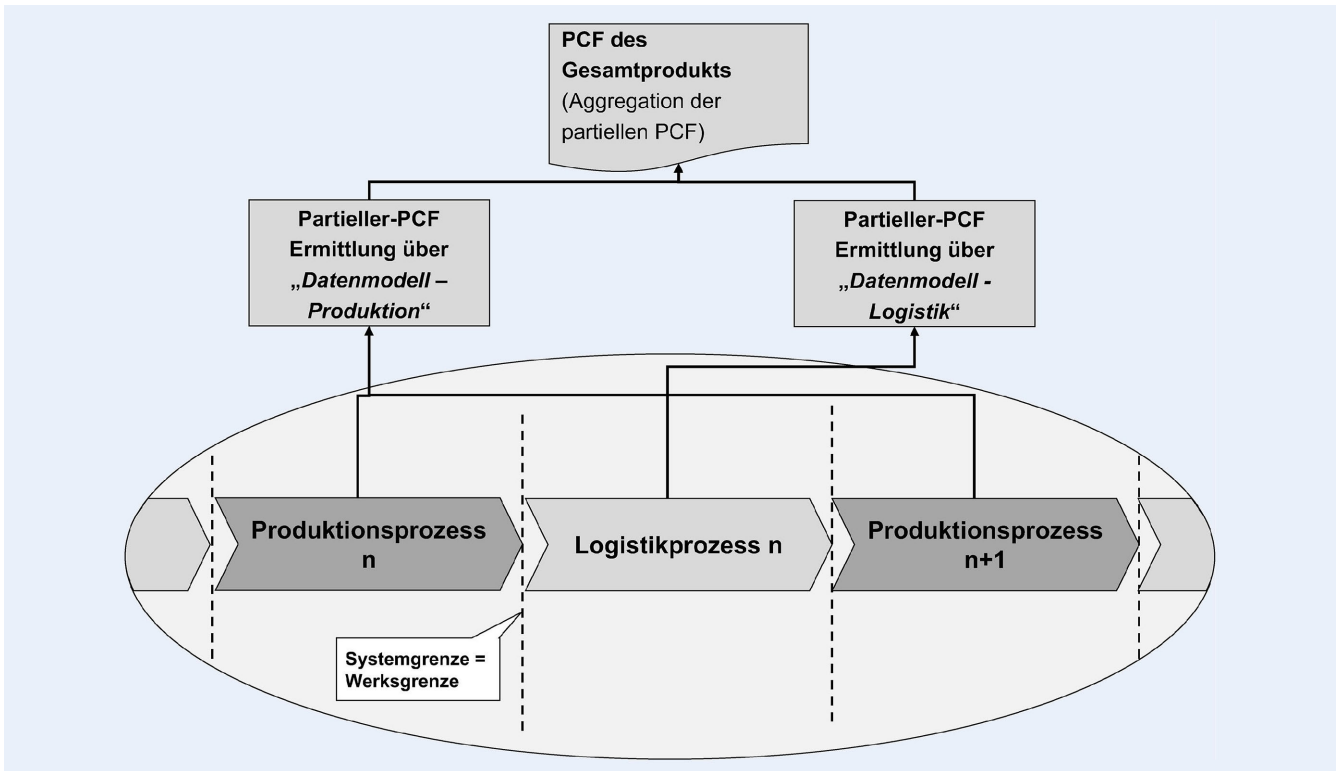 PCF des
Gesamtprodukts
(Aggregation der
partiellen PCF)
Partieller-PCF
Ermittlung über
„Datenmodell –
Produktion“
Partieller-PCF
Ermittlung über
„Datenmodell -
Logistik“
Produktionsprozess
n
Logistikprozess n
Produktionsprozess
n+1
Systemgrenze =
Werksgrenze